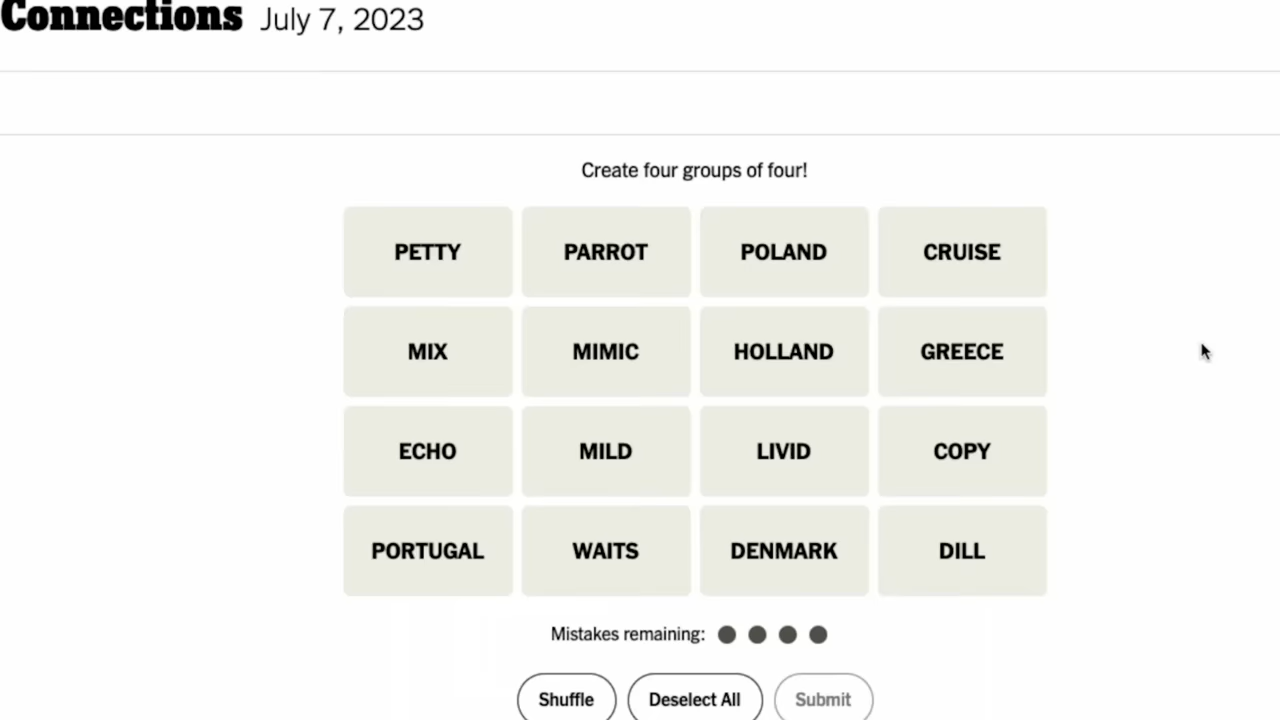 Connections July 7, 2023
Create four groups of four!
PETTY PARROT POLAND CRUISE
MIX MIMIC HOLLAND GREECE
ECHO MILD LIVID COPY
PORTUGAL WAITS DENMARK DILL
Mistakes remaining:
Shuffle Deselect All Submit